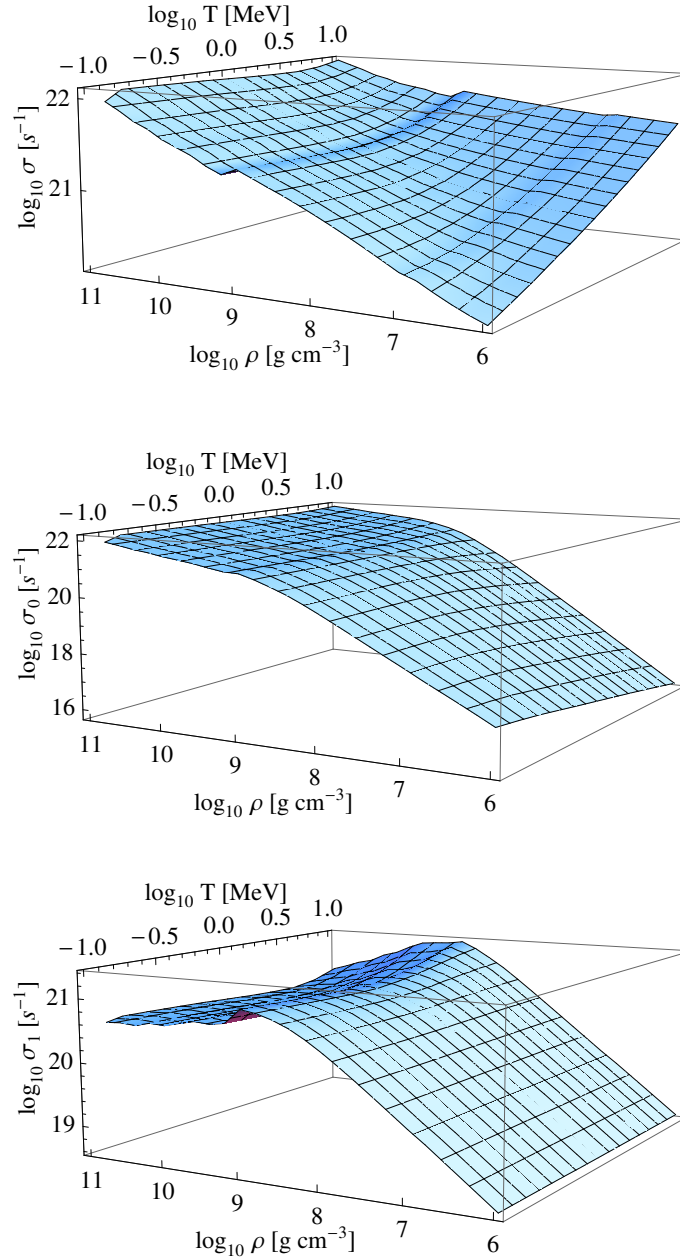 log₁₀ T [MeV]
−1.0 −0.5 0.0 0.5 1.0
22
21
log₁₀ σ [s⁻¹]
11 10 9 8 7 6
log₁₀ ρ [g cm⁻³]
log₁₀ T [MeV]
−1.0 −0.5 0.0 0.5 1.0
22
20
18
16
log₁₀ σ₀ [s⁻¹]
11 10 9 8 7 6
log₁₀ ρ [g cm⁻³]
log₁₀ T [MeV]
−1.0 −0.5 0.0 0.5 1.0
21
20
19
log₁₀ σ₁ [s⁻¹]
11 10 9 8 7 6
log₁₀ ρ [g cm⁻³]